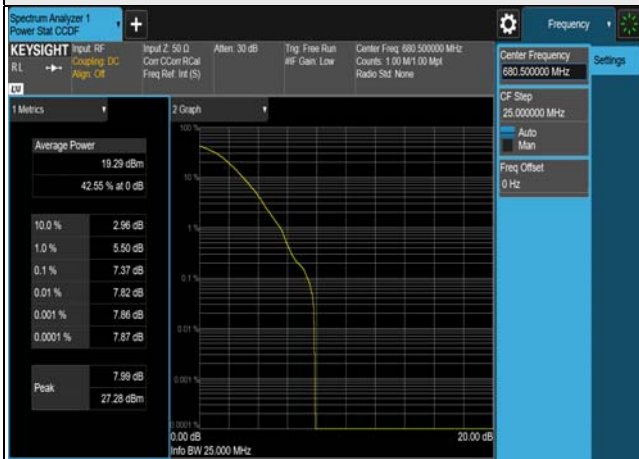 Spectrum Analyzer 1
Power Stat CCDF
+
Frequency
KEYSIGHT
RL
Input: RF
Coupling: DC
Align: Off
Input Z: 50 Ω
Corr CCorr RCal
Freq Ref: Int (S)
Atten: 30 dB
Trig: Free Run
#IF Gain: Low
Center Freq: 680.500000 MHz
Counts: 1.00 M/1.00 Mpt
Radio Std: None
Center Frequency
680.500000 MHz
Settings
CF Step
25.000000 MHz
Auto
Man
Freq Offset
0 Hz
1 Metrics
Average Power
19.29 dBm
42.55 % at 0 dB
10.0 % 2.96 dB
1.0 % 5.50 dB
0.1 % 7.37 dB
0.01 % 7.82 dB
0.001 % 7.86 dB
0.0001 % 7.87 dB
Peak
7.99 dB
27.28 dBm
2 Graph
100 %
10 %
1 %
0.1 %
0.01 %
0.001 %
0.0001 %
0.00 dB
20.00 dB
Info BW 25.000 MHz